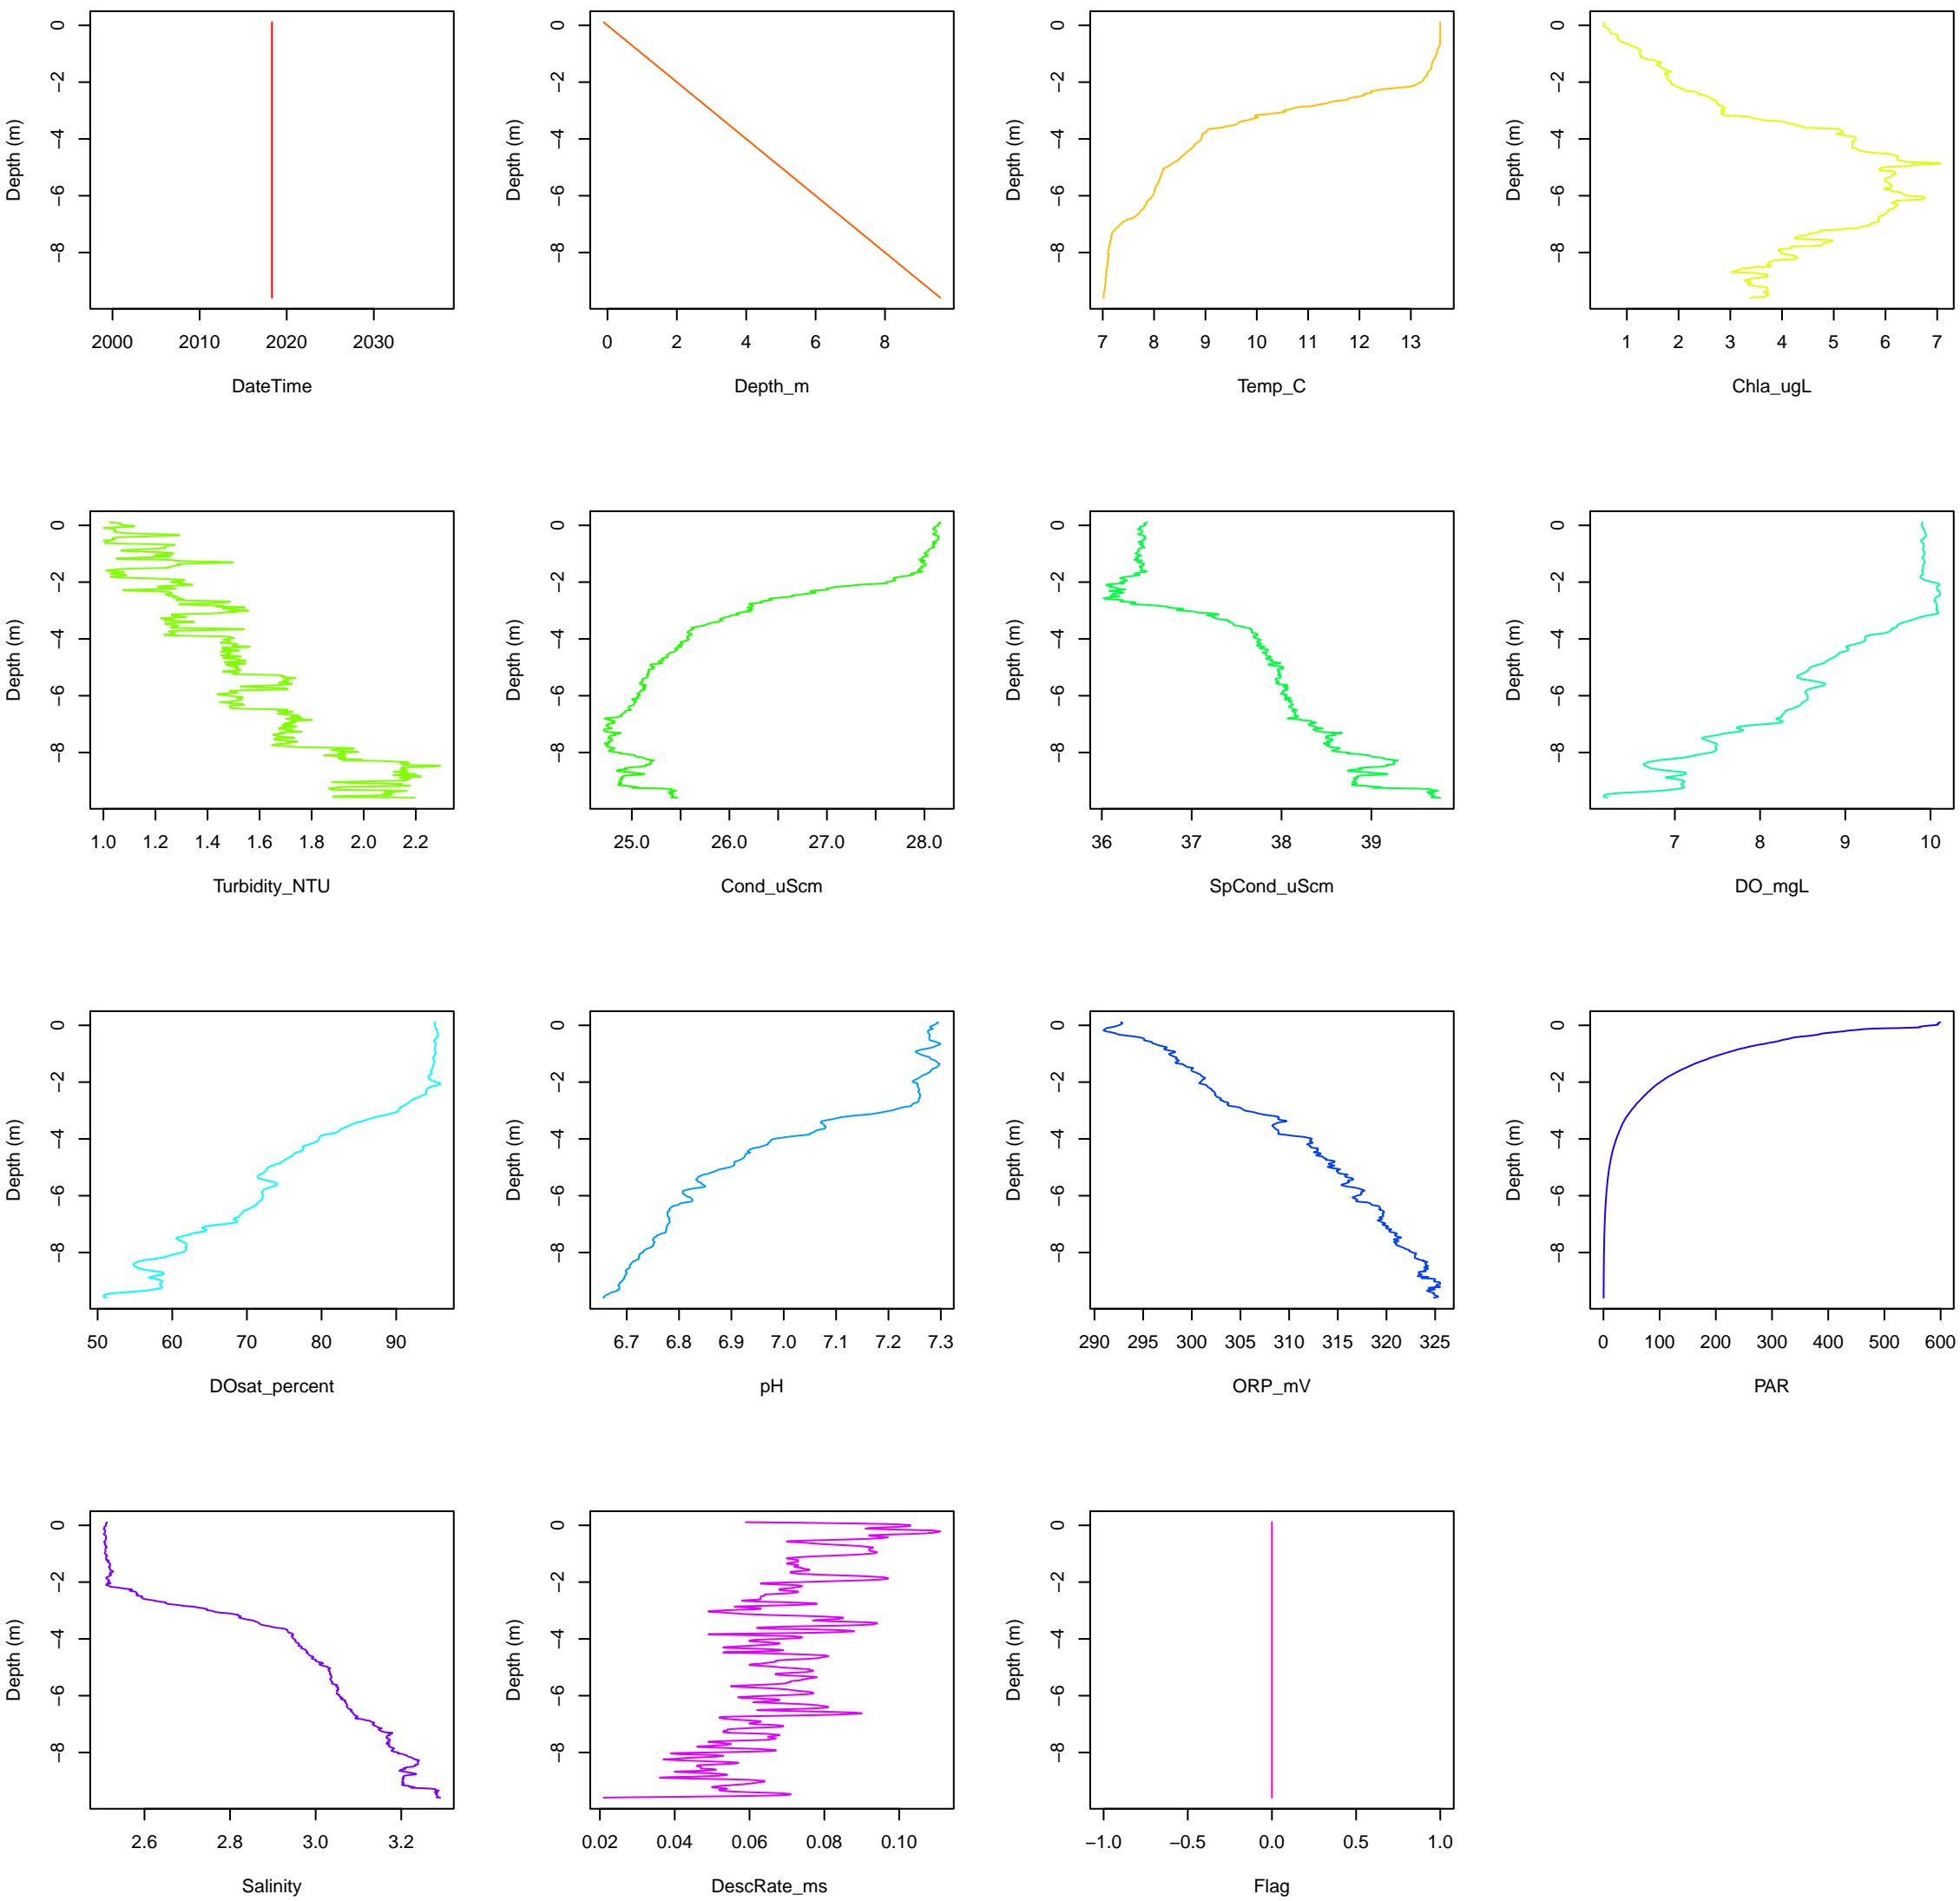 Depth (m)
0
−2
−4
−6
−8
2000 2010 2020 2030
DateTime
Depth (m)
0
−2
−4
−6
−8
0 2 4 6 8
Depth_m
Depth (m)
0
−2
−4
−6
−8
7 8 9 10 11 12 13
Temp_C
Depth (m)
0
−2
−4
−6
−8
1 2 3 4 5 6 7
Chla_ugL
Depth (m)
0
−2
−4
−6
−8
1.0 1.2 1.4 1.6 1.8 2.0 2.2
Turbidity_NTU
Depth (m)
0
−2
−4
−6
−8
25.0 26.0 27.0 28.0
Cond_uScm
Depth (m)
0
−2
−4
−6
−8
36 37 38 39
SpCond_uScm
Depth (m)
0
−2
−4
−6
−8
7 8 9 10
DO_mgL
Depth (m)
0
−2
−4
−6
−8
50 60 70 80 90
DOsat_percent
Depth (m)
0
−2
−4
−6
−8
6.7 6.8 6.9 7.0 7.1 7.2 7.3
pH
Depth (m)
0
−2
−4
−6
−8
290 295 300 305 310 315 320 325
ORP_mV
Depth (m)
0
−2
−4
−6
−8
0 100 200 300 400 500 600
PAR
Depth (m)
0
−2
−4
−6
−8
2.6 2.8 3.0 3.2
Salinity
Depth (m)
0
−2
−4
−6
−8
0.02 0.04 0.06 0.08 0.10
DescRate_ms
Depth (m)
0
−2
−4
−6
−8
−1.0 −0.5 0.0 0.5 1.0
Flag